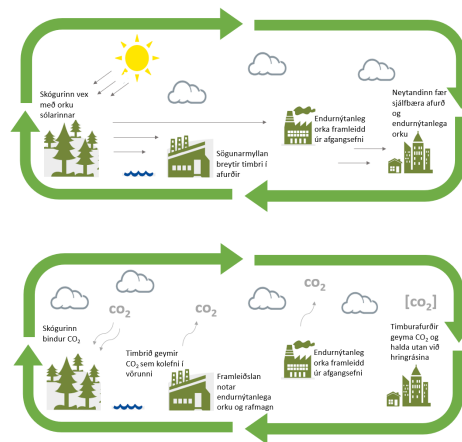 Skógurinn vex
með orku
sólarinnar
Sögunarmyllan
breytir timbri í
afurðir
Endurnýtanleg
orka framleidd
úr afgangsefni
Neytandinn fær
sjálfbæra afurð
og
endurnýtanlega
orku
CO2
CO2
CO2
[CO2]
Skógurinn
bindur CO2
Timbrið geymir
CO2 sem kolefni í
vörunni
Framleiðslan
notar
endurnýtanlega
orku og rafmagn
Endurnýtanleg
orka framleidd
úr afgangsefni
Timburafurðir
geyma CO2 og
halda utan við
hringrásina